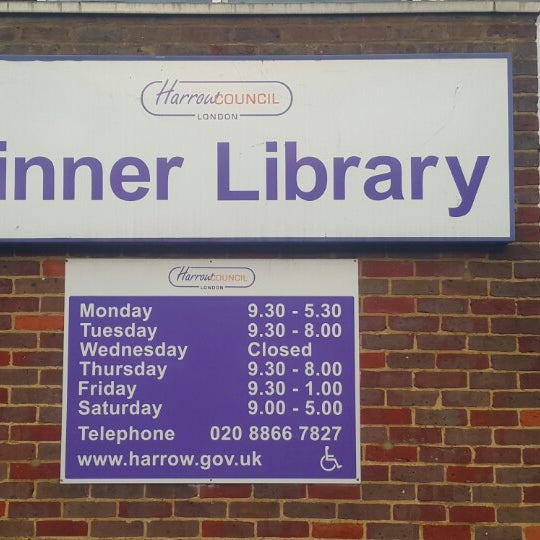 HarrowCOUNCIL
LONDON
inner Library
HarrowCOUNCIL
LONDON
Monday 9.30 - 5.30
Tuesday 9.30 - 8.00
Wednesday Closed
Thursday 9.30 - 8.00
Friday 9.30 - 1.00
Saturday 9.00 - 5.00
Telephone 020 8866 7827
www.harrow.gov.uk